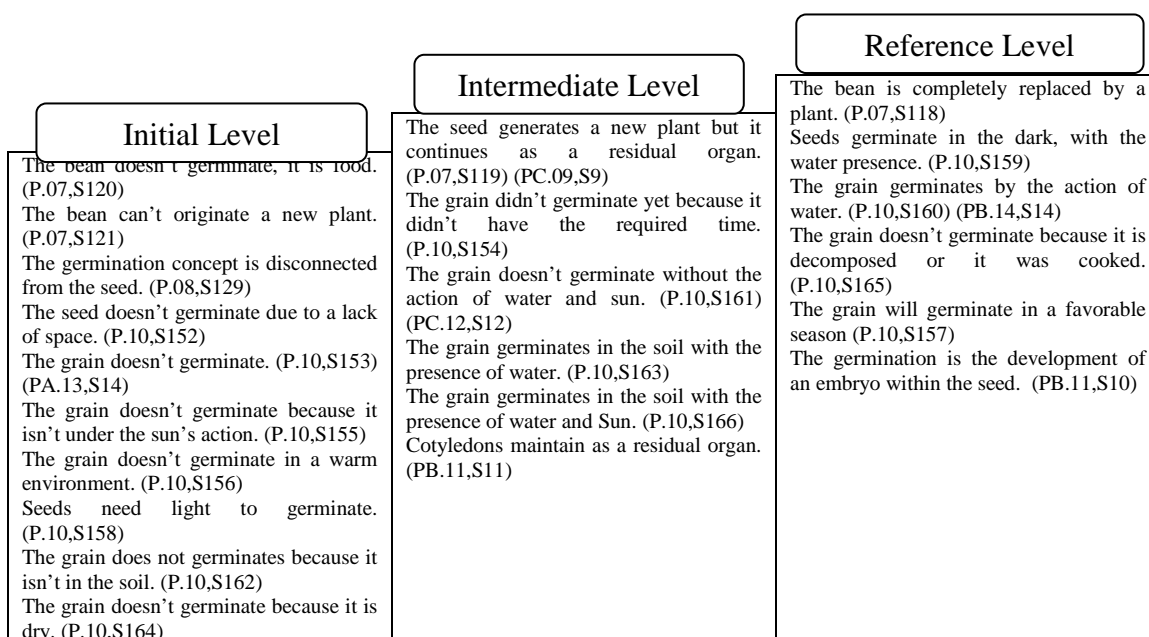 Initial Level
The bean doesn't germinate, it is food.
(P.07,S120)
The bean can't originate a new plant.
(P.07,S121)
The germination concept is disconnected
from the seed. (P.08,S129)
The seed doesn't germinate due to a lack
of space. (P.10,S152)
The grain doesn't germinate. (P.10,S153)
(PA.13,S14)
The grain doesn't germinate because it
isn't under the sun's action. (P.10,S155)
The grain doesn't germinate in a warm
environment. (P.10,S156)
Seeds need light to germinate.
(P.10,S158)
The grain does not germinates because it
isn't in the soil. (P.10,S162)
The grain doesn't germinate because it is
dry. (P.10,S164)
Intermediate Level
The seed generates a new plant but it
continues as a residual organ.
(P.07,S119) (PC.09,S9)
The grain didn't germinate yet because it
didn't have the required time.
(P.10,S154)
The grain doesn't germinate without the
action of water and sun. (P.10,S161)
(PC.12,S12)
The grain germinates in the soil with the
presence of water. (P.10,S163)
The grain germinates in the soil with the
presence of water and Sun. (P.10,S166)
Cotyledons maintain as a residual organ.
(PB.11,S11)
Reference Level
The bean is completely replaced by a
plant. (P.07,S118)
Seeds germinate in the dark, with the
water presence. (P.10,S159)
The grain germinates by the action of
water. (P.10,S160) (PB.14,S14)
The grain doesn't germinate because it is
decomposed or it was cooked.
(P.10,S165)
The grain will germinate in a favorable
season (P.10,S157)
The germination is the development of
an embryo within the seed. (PB.11,S10)